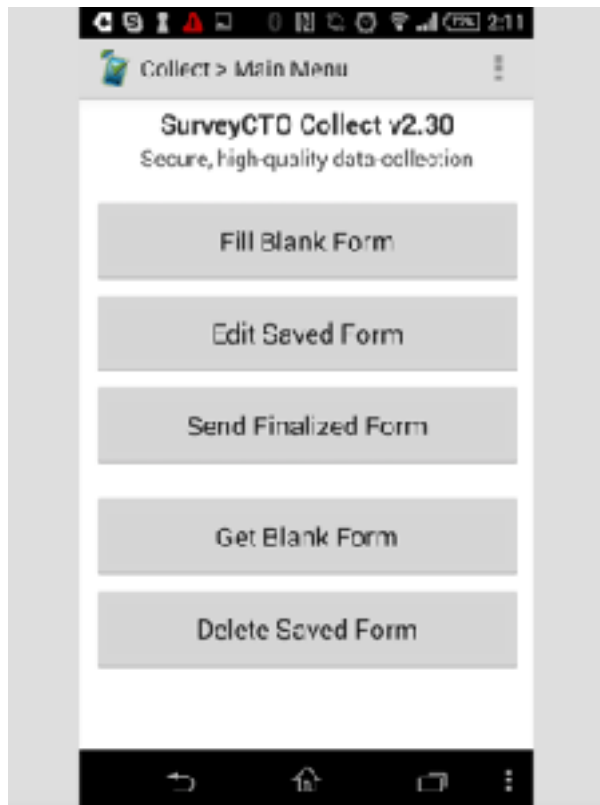 2:11
Collect > Main Menu
SurveyCTO Collect v2.30
Secure, high-quality data-collection
Fill Blank Form
Edit Saved Form
Send Finalized Form
Get Blank Form
Delete Saved Form